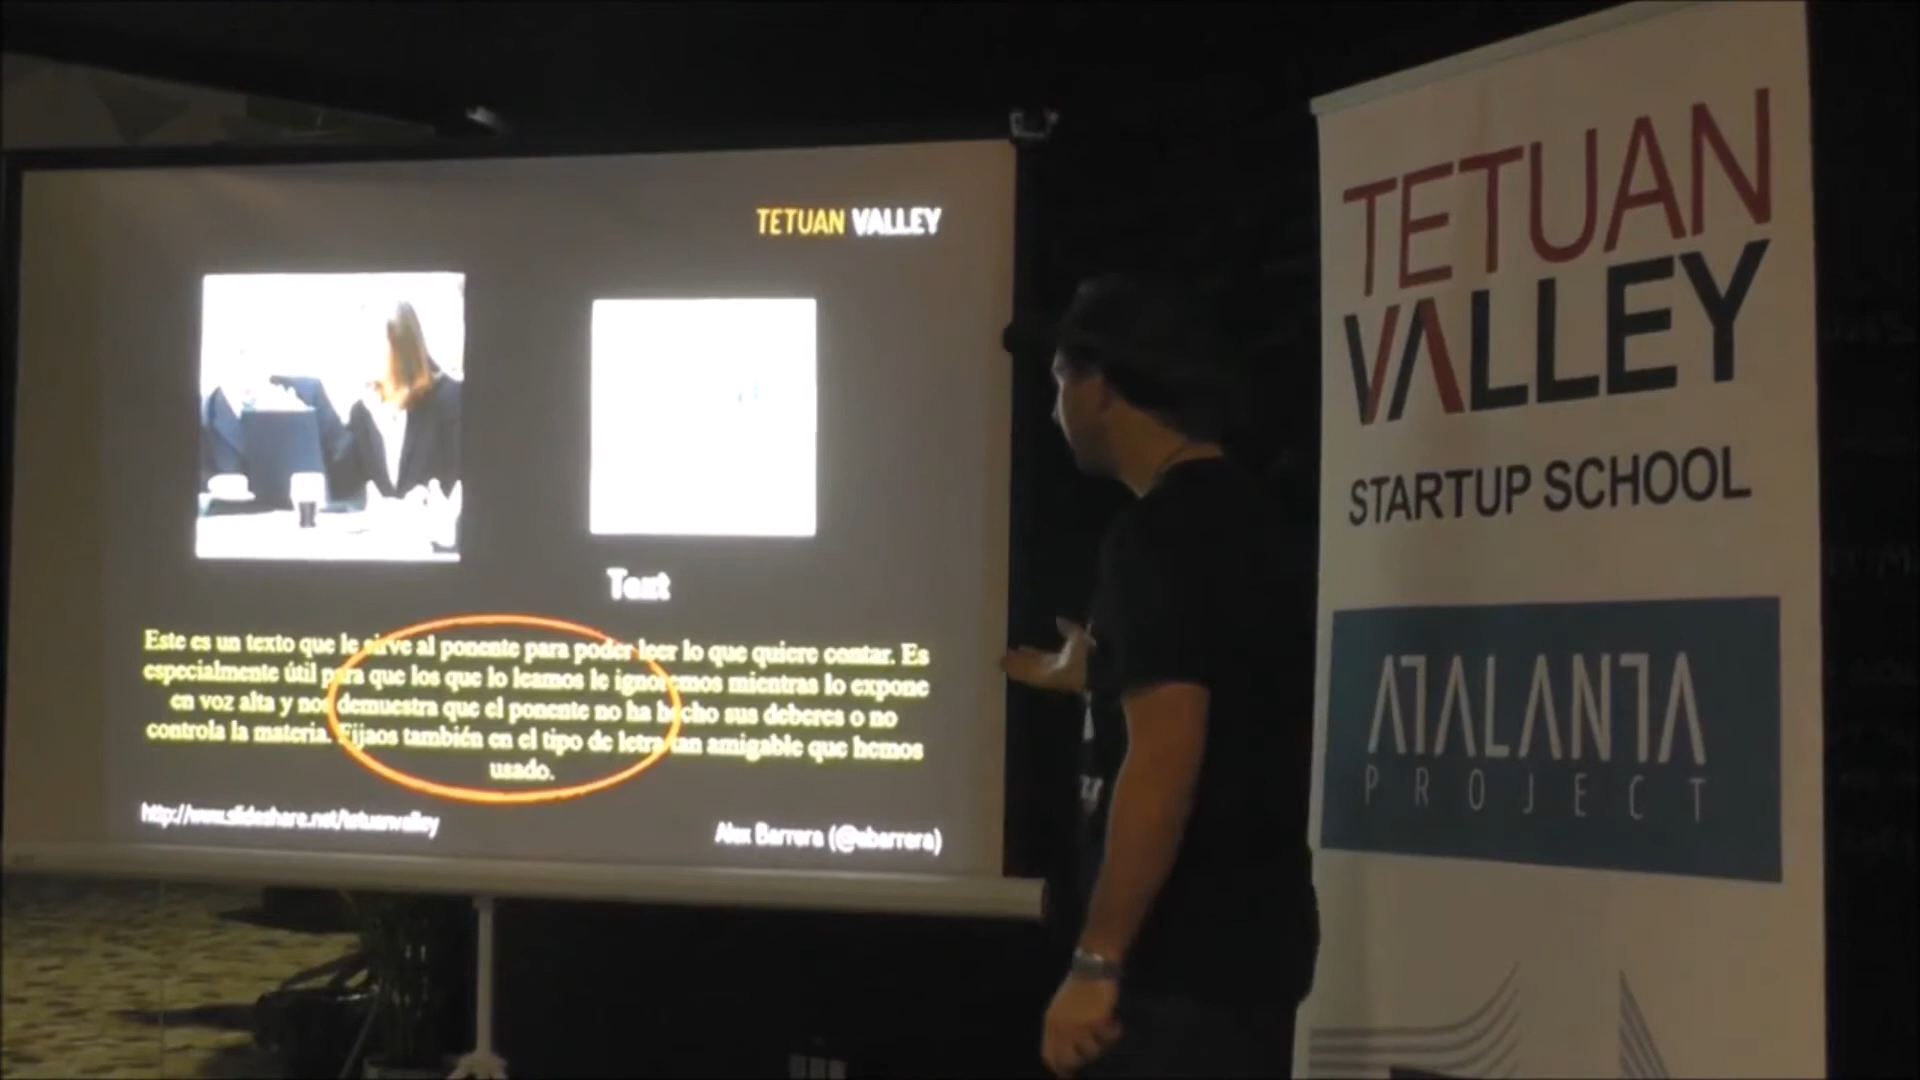 TETUAN VALLEY
Text
Este es un texto que le sirve al ponente para poder leer lo que quiere contar. Es
especialmente útil para que los que lo leamos le ignoremos mientras lo expone
en voz alta y nos demuestra que el ponente no ha hecho sus deberes o no
controla la materia. Fijaos también en el tipo de letra tan amigable que hemos
usado.
http://www.slideshare.net/tetuanvalley
Alex Barrera (@abarrera)
TETUAN
VALLEY
STARTUP SCHOOL
ATALANTA
PROJECT